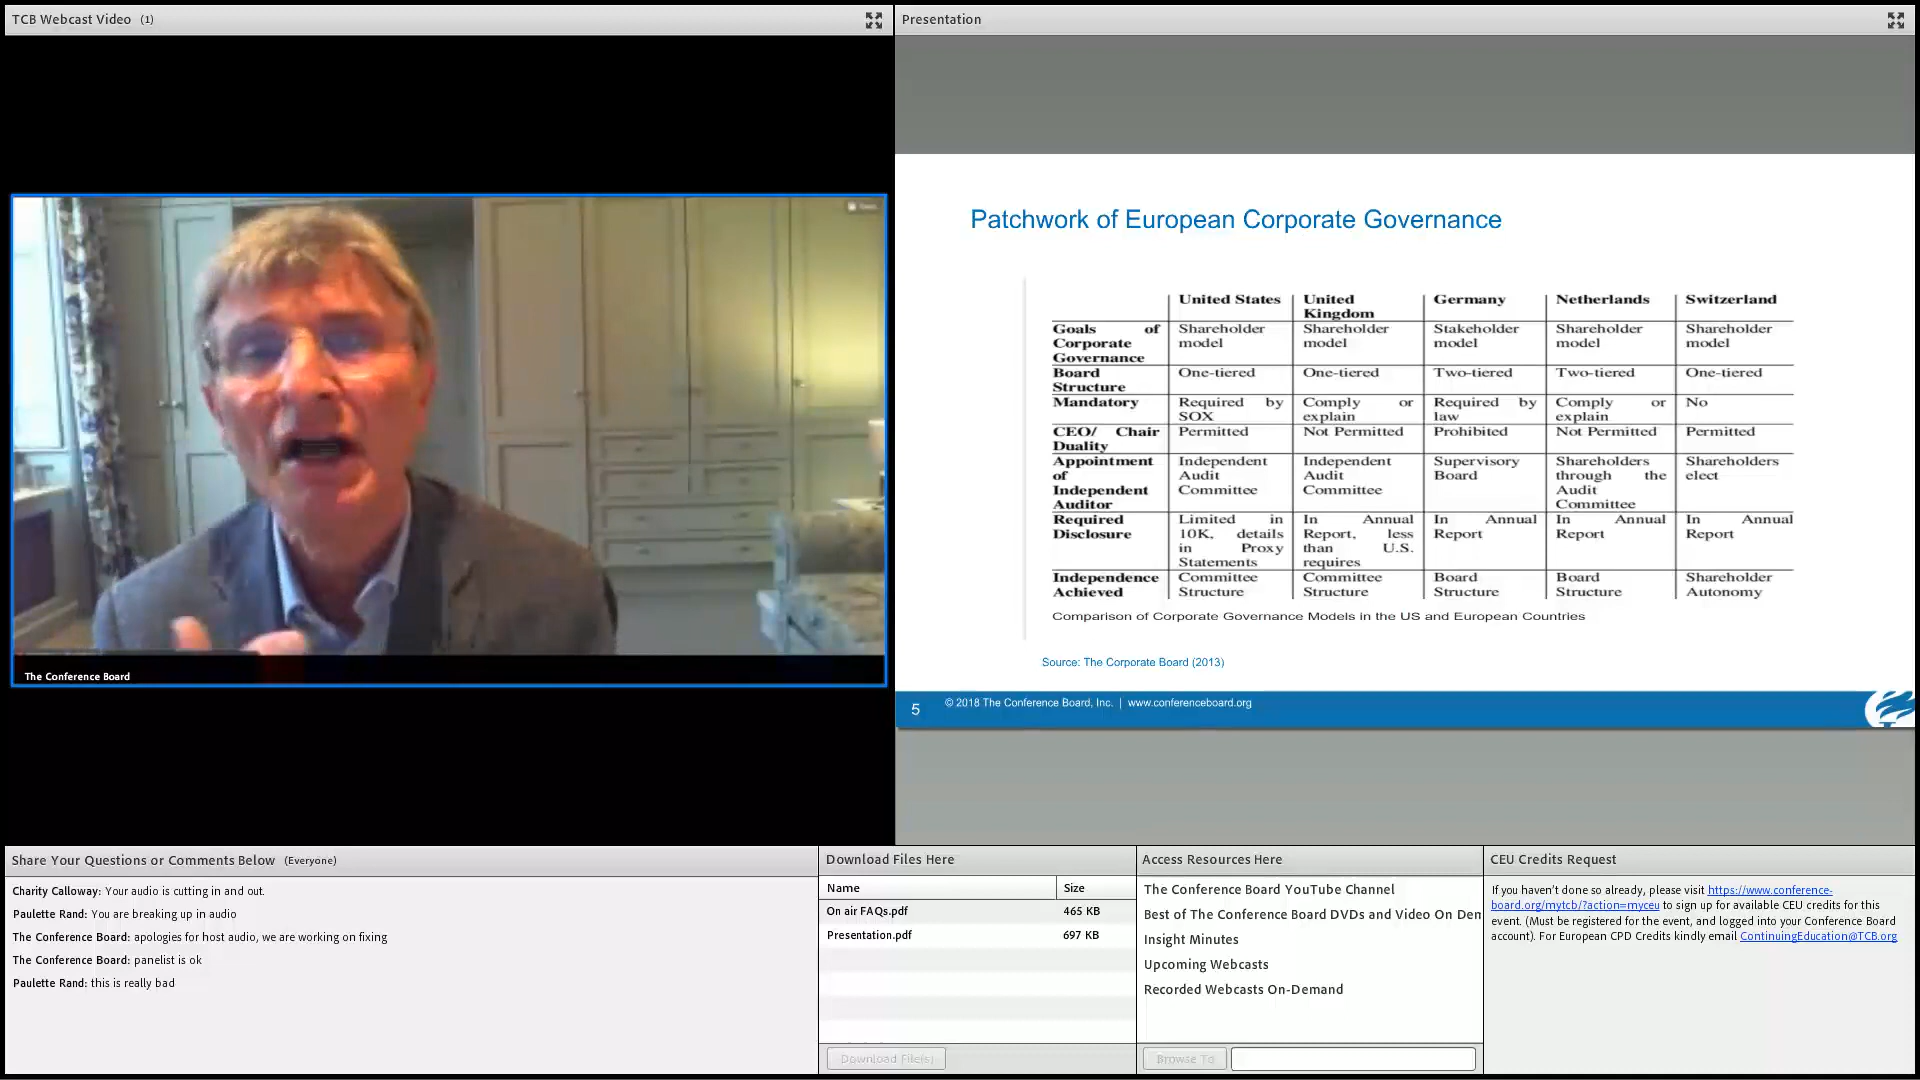 TCB Webcast Video (1)
Presentation
The Conference Board
Patchwork of European Corporate Governance
United States United Kingdom Germany Netherlands Switzerland
Goals of Corporate Governance Shareholder model Shareholder model Stakeholder model Shareholder model Shareholder model
Board Structure One-tiered One-tiered Two-tiered Two-tiered One-tiered
Mandatory Required by SOX Comply or explain Required by law Comply or explain No
CEO/ Chair Duality Permitted Not Permitted Prohibited Not Permitted Permitted
Appointment of Independent Auditor Independent Audit Committee Independent Audit Committee Supervisory Board Shareholders through the Audit Committee Shareholders elect
Required Disclosure Limited in 10K, details in Proxy Statements In Annual Report, less than U.S. requires In Annual Report In Annual Report In Annual Report
Independence Achieved Committee Structure Committee Structure Board Structure Board Structure Shareholder Autonomy
Comparison of Corporate Governance Models in the US and European Countries
Source: The Corporate Board (2013)
5 © 2018 The Conference Board, Inc. | www.conferenceboard.org
Share Your Questions or Comments Below (Everyone)
Charity Calloway: Your audio is cutting in and out.
Paulette Rand: You are breaking up in audio
The Conference Board: apologies for host audio, we are working on fixing
The Conference Board: panelist is ok
Paulette Rand: this is really bad
Download Files Here
Name Size
On air FAQs.pdf 465 KB
Presentation.pdf 697 KB
Download File(s)
Access Resources Here
The Conference Board YouTube Channel
Best of The Conference Board DVDs and Video On Den
Insight Minutes
Upcoming Webcasts
Recorded Webcasts On-Demand
Browse To
CEU Credits Request
If you haven't done so already, please visit https://www.conference-
board.org/mytcb/?action=myceu to sign up for available CEU credits for this
event. (Must be registered for the event, and logged into your Conference Board
account). For European CPD Credits kindly email ContinuingEducation@TCB.org